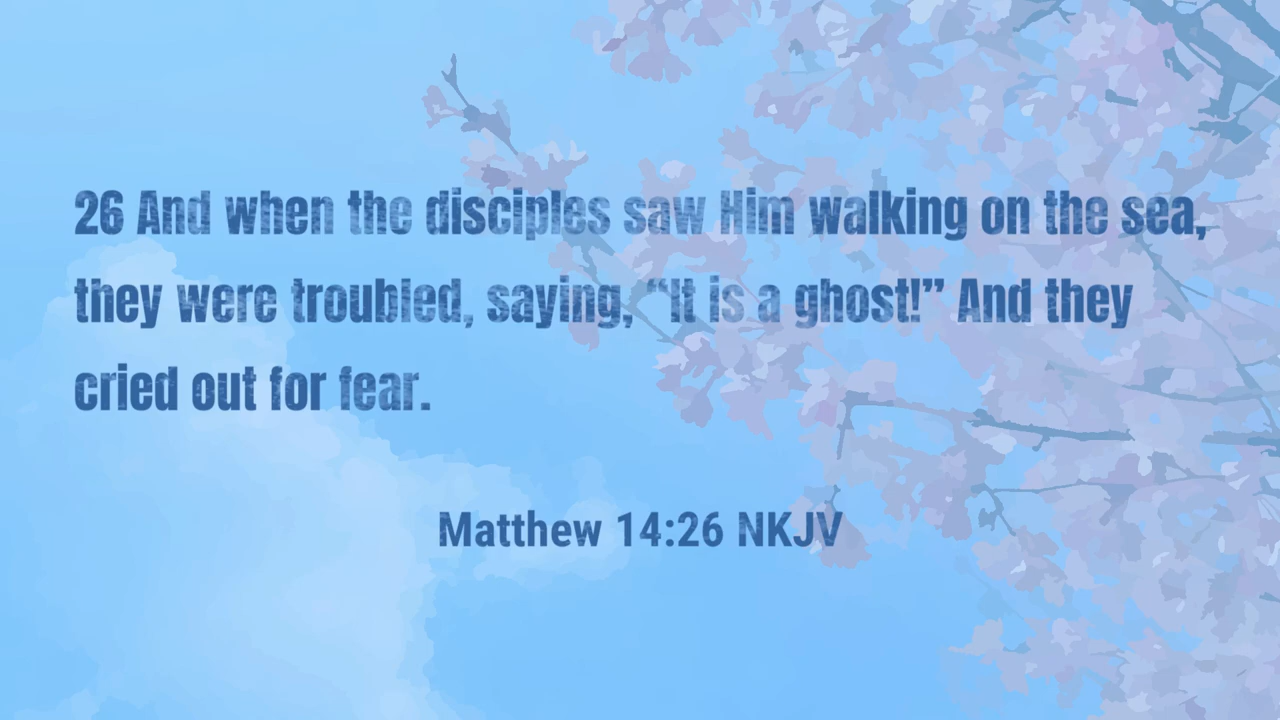 26 And when the disciples saw Him walking on the sea,
they were troubled, saying, “It is a ghost!” And they
cried out for fear.
Matthew 14:26 NKJV